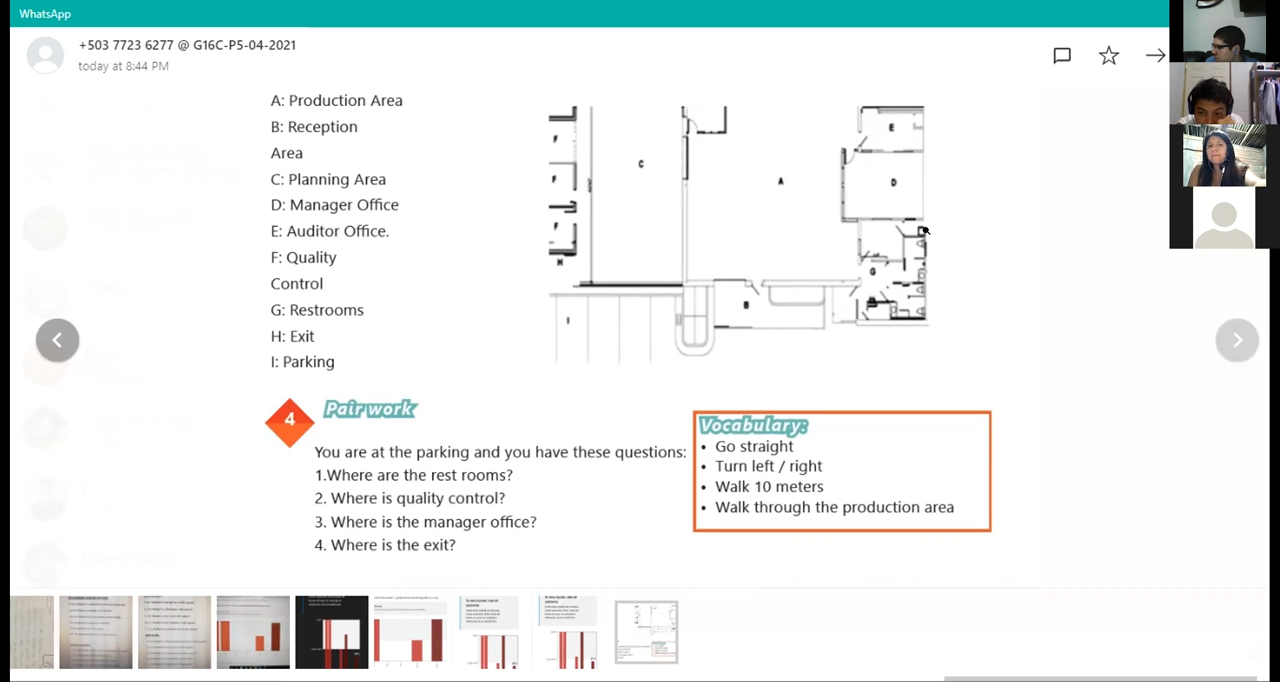 WhatsApp
+503 7723 6277 @ G16C-P5-04-2021
today at 8:44 PM
A: Production Area
B: Reception
Area
C: Planning Area
D: Manager Office
E: Auditor Office.
F: Quality
Control
G: Restrooms
H: Exit
I: Parking
F
F
F
H
I
C
A
B
E
D
G
4
Pair work
You are at the parking and you have these questions:
1.Where are the rest rooms?
2. Where is quality control?
3. Where is the manager office?
4. Where is the exit?
Vocabulary:
• Go straight
• Turn left / right
• Walk 10 meters
• Walk through the production area